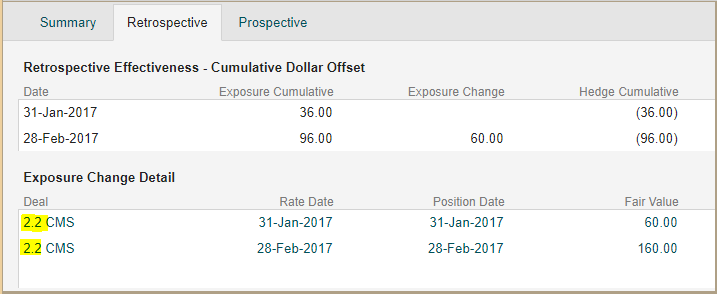 Summary Retrospective Prospective
Retrospective Effectiveness - Cumulative Dollar Offset
Date Exposure Cumulative Exposure Change Hedge Cumulative
31-Jan-2017 36.00 (36.00)
28-Feb-2017 96.00 60.00 (96.00)
Exposure Change Detail
Deal Rate Date Position Date Fair Value
2.2 CMS 31-Jan-2017 31-Jan-2017 60.00
2.2 CMS 28-Feb-2017 28-Feb-2017 160.00